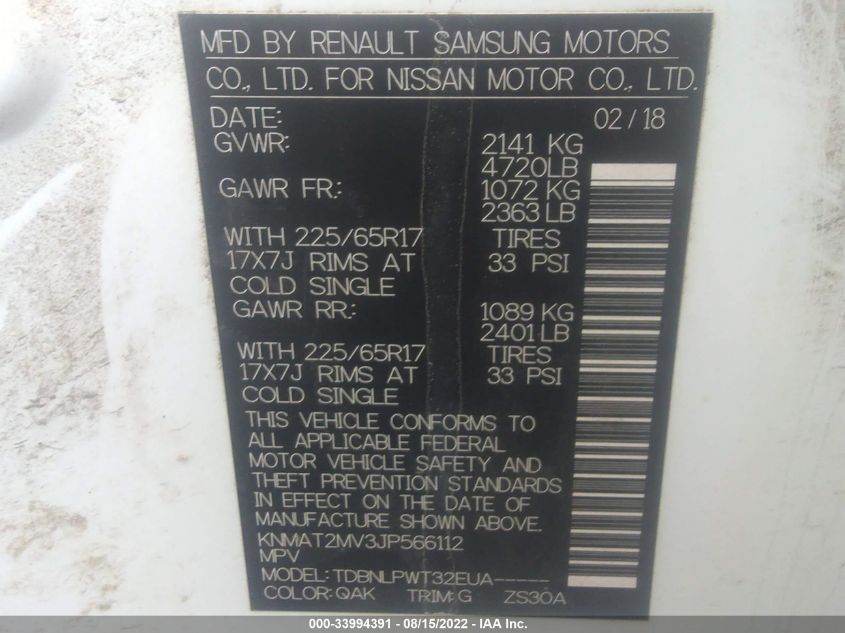 MFD BY RENAULT SAMSUNG MOTORS
CO., LTD. FOR NISSAN MOTOR CO., LTD.
DATE: 02 / 18
GVWR: 2141 KG
4720LB
GAWR FR.: 1072 KG
2363 LB
WITH 225/65R17 TIRES
17X7J RIMS AT 33 PSI
COLD SINGLE
GAWR RR.: 1089 KG
2401 LB
WITH 225/65R17 TIRES
17X7J RIMS AT 33 PSI
COLD SINGLE
THIS VEHICLE CONFORMS TO
ALL APPLICABLE FEDERAL
MOTOR VEHICLE SAFETY AND
THEFT PREVENTION STANDARDS
IN EFFECT ON THE DATE OF
MANUFACTURE SHOWN ABOVE.
KNMAT2MV3JP566112
MPV
MODEL: TDBNLPWT32EUA-----
COLOR: QAK TRIM: G ZS30A
000-33994391 - 08/15/2022 - IAA Inc.